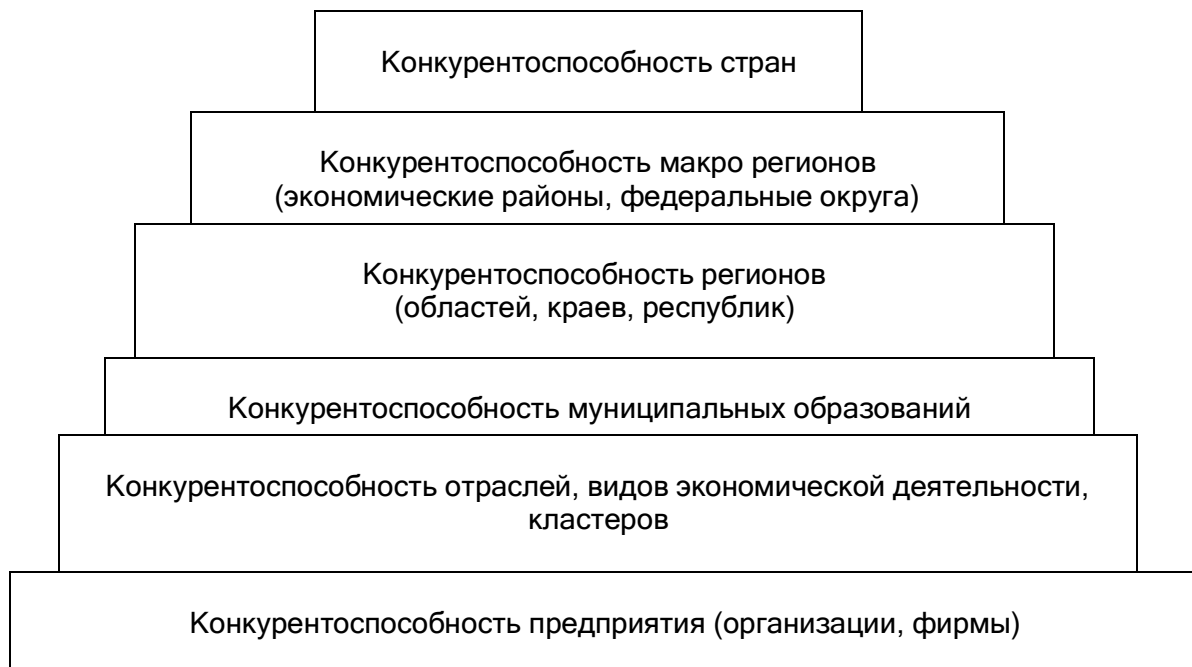 Конкурентоспособность стран
Конкурентоспособность макро регионов
(экономические районы, федеральные округа)
Конкурентоспособность регионов
(областей, краев, республик)
Конкурентоспособность муниципальных образований
Конкурентоспособность отраслей, видов экономической деятельности,
кластеров
Конкурентоспособность предприятия (организации, фирмы)